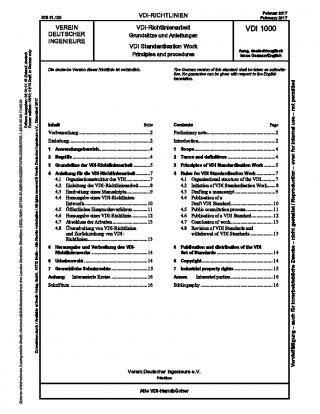 ICS 01.120
VDI-RICHTLINIEN
Februar 2017
February 2017
VEREIN
DEUTSCHER
INGENIEURE
VDI-Richtlinienarbeit
Grundsätze und Anleitungen
VDI Standardisation Work
Principles and procedures
VDI 1000
Ausg. deutsch/englisch
Issue German/English
Die deutsche Version dieser Richtlinie ist verbindlich.
The German version of this standard shall be taken as authorita-
tive. No guarantee can be given with respect to the English
translation.
Inhalt Seite
Vorbemerkung 2
Einleitung 2
1 Anwendungsbereich 4
2 Begriffe 4
3 Grundsätze der VDI-Richtlinienarbeit 5
4 Anleitung für die VDI-Richtlinienarbeit 7
4.1 Organisationsstruktur des VDI 7
4.2 Einleitung der VDI-Richtlinienarbeit 8
4.3 Erarbeitung eines Manuskripts 9
4.4 Herausgabe eines VDI-Richtlinien-
Entwurfs 10
4.5 Öffentliches Einspruchsverfahren 11
4.6 Herausgabe einer VDI-Richtlinie 12
4.7 Abschluss der Arbeiten 13
4.8 Überarbeitung von VDI-Richtlinien
und Zurückziehung von VDI-
Richtlinien 13
5 Herausgabe und Verbreitung des VDI-
Richtlinienwerks 14
6 Urheberrecht 14
7 Gewerbliche Schutzrechte 15
Anhang Interessierte Kreise 16
Schrifttum 16
Contents Page
Preliminary note 2
Introduction 2
1 Scope 4
2 Terms and definitions 4
3 Principles of VDI Standardisation Work 5
4 Rules for VDI Standardisation Work 7
4.1 Organisational structure of the VDI 7
4.2 Initiation of VDI Standardisation Work 8
4.3 Drafting a manuscript 9
4.4 Publication of a
Draft VDI Standard 10
4.5 Public consultation process 11
4.6 Publication of a VDI Standard 12
4.7 Conclusion of work 13
4.8 Revision of VDI Standards and
withdrawal of VDI Standards 13
5 Publication and distribution of the VDI
Set of Standards 14
6 Copyright 14
7 Industrial property rights 15
Annex Interested parties 16
Bibliography 16
Verein Deutscher Ingenieure e.V.
Präsidium
Alle VDI-Handbücher
Vervielfältigung – auch für innerbetriebliche Zwecke – nicht gestattet / Reproduction – even for internal use – not permitted